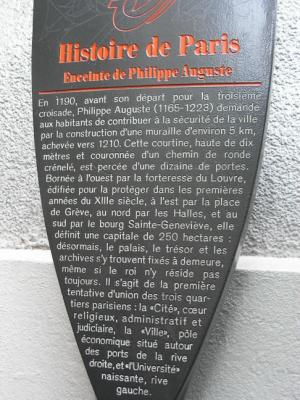 Histoire de Paris
Enceinte de Philippe Auguste
En 1190, avant son départ pour la troisième
croisade, Philippe Auguste (1165-1223) demande
aux habitants de contribuer à la sécurité de la ville
par la construction d'une muraille d'environ 5 km,
achevée vers 1210. Cette courtine, haute de dix
mètres et couronnée d'un chemin de ronde
crénelé, est percée d'une dizaine de portes.
Bornée à l'ouest par la forteresse du Louvre,
édifiée pour la protéger dans les premières
années du XIIIe siècle, à l'est par la place
de Grève, au nord par les Halles, et au
sud par le bourg Sainte-Geneviève, elle
définit une capitale de 250 hectares :
désormais, le palais, le trésor et les
archives s'y trouvent fixés à demeure,
même si le roi n'y réside pas
toujours. Il s'agit de la première
tentative d'union des trois quar-
tiers parisiens : la «Cité», cœur
religieux, administratif et
judiciaire, la «Ville», pôle
économique situé autour
des ports de la rive
droite, et «l'Université»
naissante, rive
gauche.